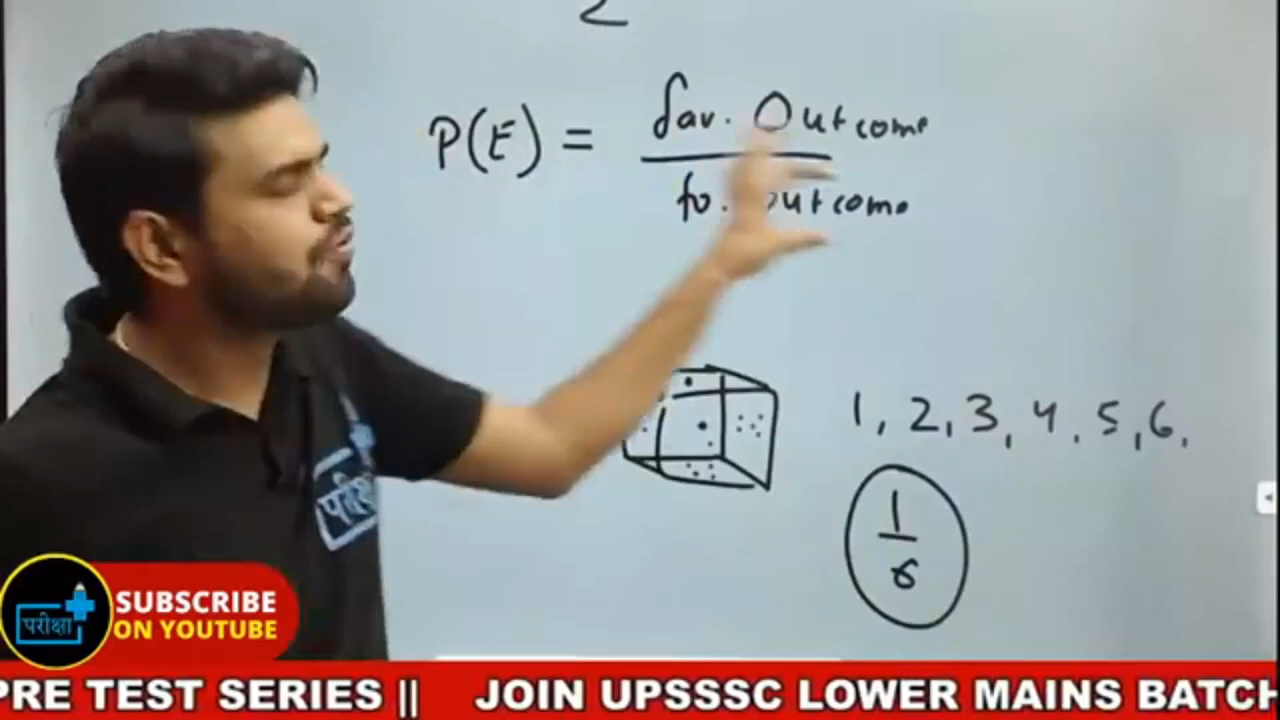 P(E) = fav. Outcome
to. outcome
1, 2, 3, 4, 5, 6,
1
6
परीक्षा
SUBSCRIBE
ON YOUTUBE
परीक्षा
PRE TEST SERIES || JOIN UPSSSC LOWER MAINS BATCH